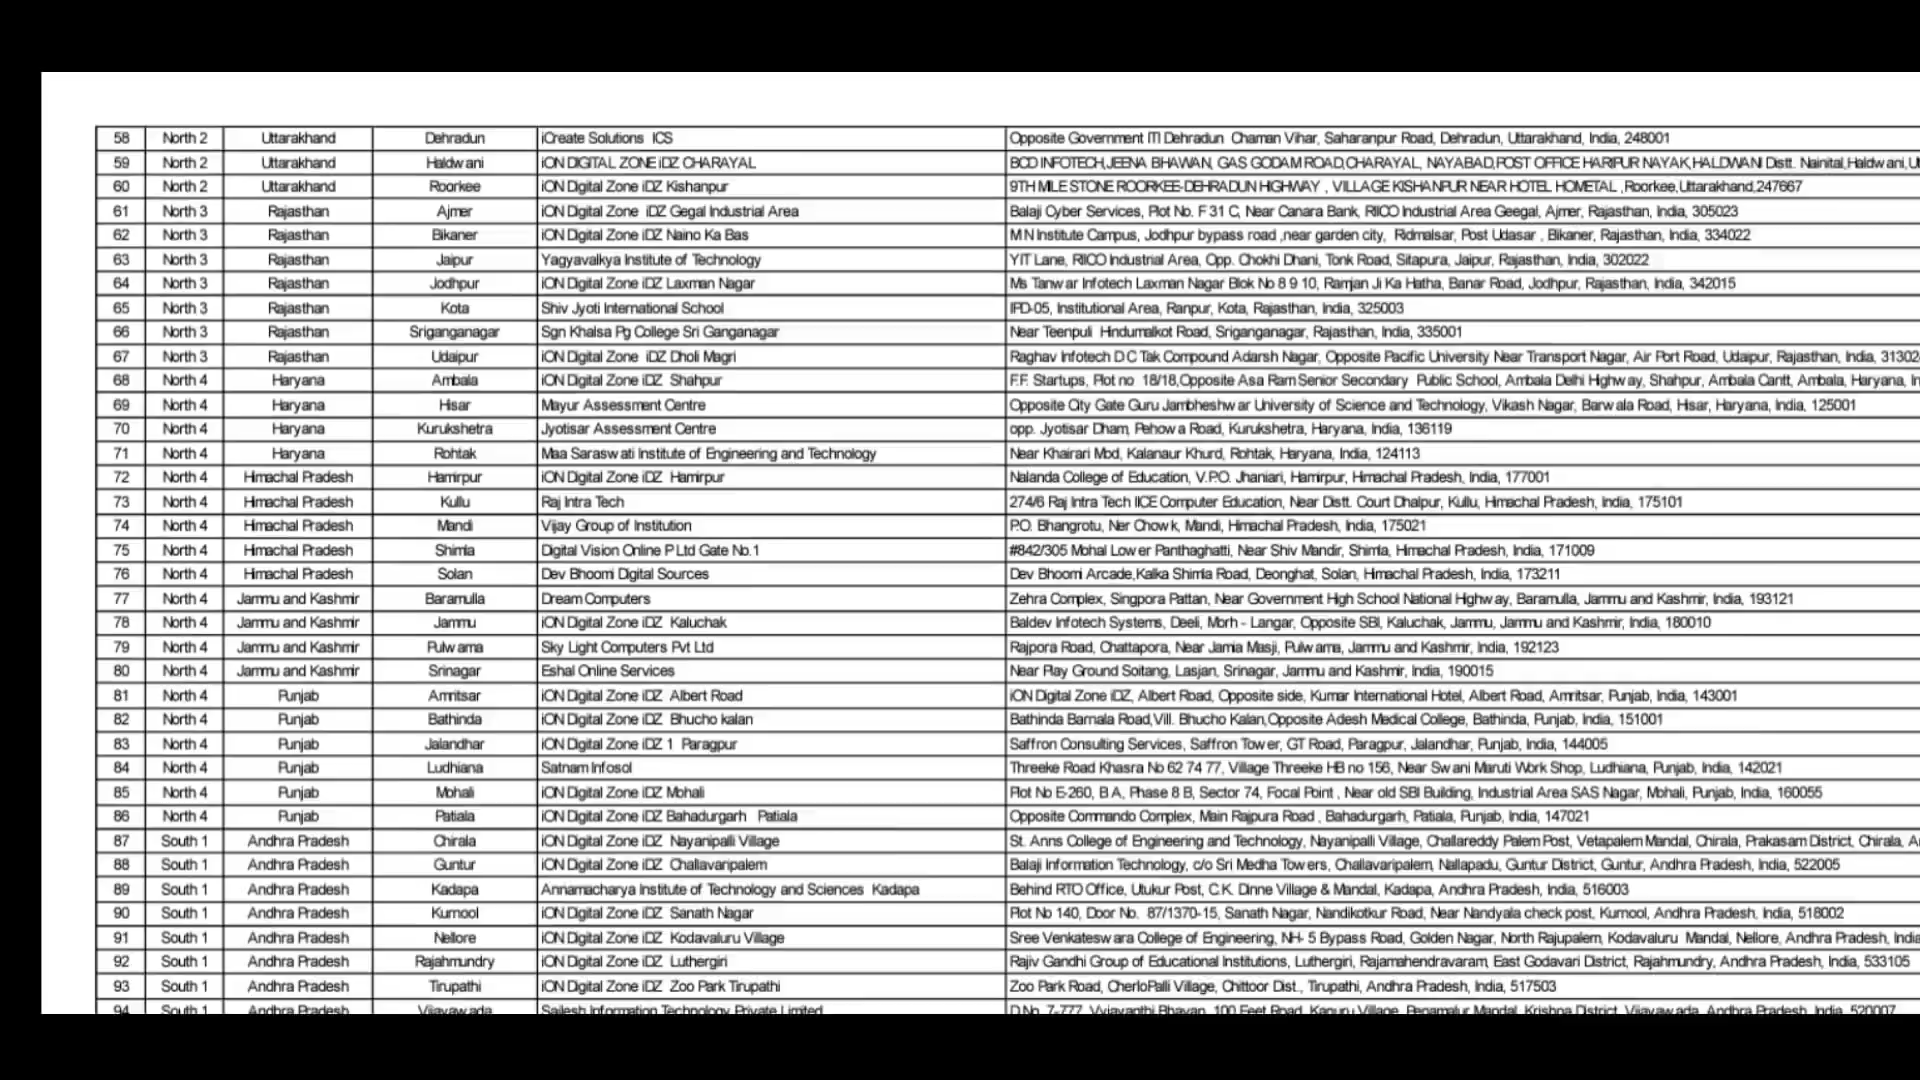 58 North 2 Uttarakhand Dehradun iCreate Solutions ICS Opposite Government ITI Dehradun Chaman Vihar, Saharanpur Road, Dehradun, Uttarakhand, India, 248001
59 North 2 Uttarakhand Haldwani iON DIGITAL ZONE iDZ CHARAYAL BCD INFOTECH,JEENA BHAWAN, GAS GODAM ROAD,CHARAYAL, NAYABAD,POST OFFICE HARIPUR NAYAK,HALDWANI Distt. Nainital,Haldwani,
60 North 2 Uttarakhand Roorkee iON Digital Zone iDZ Kishanpur 9TH MILE STONE ROORKEE-DEHRADUN HIGHWAY , VILLAGE KISHANPUR NEAR HOTEL HOMETAL ,Roorkee,Uttarakhand,247667
61 North 3 Rajasthan Ajmer iON Digital Zone iDZ Gegal Industrial Area Balaji Cyber Services, Plot No. F 31 C, Near Canara Bank, RIICO Industrial Area Geegal, Ajmer, Rajasthan, India, 305023
62 North 3 Rajasthan Bikaner iON Digital Zone iDZ Naino Ka Bas M N Institute Campus, Jodhpur bypass road ,near garden city, Ridmalsar, Post Udasar , Bikaner, Rajasthan, India, 334022
63 North 3 Rajasthan Jaipur Yagyavalkya Institute of Technology YIT Lane, RIICO Industrial Area, Opp. Chokhi Dhani, Tonk Road, Sitapura, Jaipur, Rajasthan, India, 302022
64 North 3 Rajasthan Jodhpur iON Digital Zone iDZ Laxman Nagar Ms Tanwar Infotech Laxman Nagar Blok No 8 9 10, Ramjan Ji Ka Hatha, Banar Road, Jodhpur, Rajasthan, India, 342015
65 North 3 Rajasthan Kota Shiv Jyoti International School IPD-05, Institutional Area, Ranpur, Kota, Rajasthan, India, 325003
66 North 3 Rajasthan Sriganganagar Sgn Khalsa Pg College Sri Ganganagar Near Teenpuli Hindumalkot Road, Sriganganagar, Rajasthan, India, 335001
67 North 3 Rajasthan Udaipur iON Digital Zone iDZ Dholi Magri Raghav Infotech D C Tak Compound Adarsh Nagar, Opposite Pacific University Near Transport Nagar, Air Port Road, Udaipur, Rajasthan, India,
68 North 4 Haryana Ambala iON Digital Zone iDZ Shahpur F.F. Startups, Plot no 18/18,Opposite Asa Ram Senior Secondary Public School, Ambala Delhi Highway, Shahpur, Ambala Cantt, Ambala, Haryana,
69 North 4 Haryana Hisar Mayur Assessment Centre Opposite City Gate Guru Jambheshwar University of Science and Technology, Vikash Nagar, Barwala Road, Hisar, Haryana, India, 125001
70 North 4 Haryana Kurukshetra Jyotisar Assessment Centre opp. Jyotisar Dham, Pehowa Road, Kurukshetra, Haryana, India, 136119
71 North 4 Haryana Rohtak Maa Saraswati Institute of Engineering and Technology Near Khairari Mod, Kalanaur Khurd, Rohtak, Haryana, India, 124113
72 North 4 Himachal Pradesh Hamirpur iON Digital Zone iDZ Hamirpur Nalanda College of Education, V.P.O. Jhaniari, Hamirpur, Himachal Pradesh, India, 177001
73 North 4 Himachal Pradesh Kullu Raj Intra Tech 274/6 Raj Intra Tech IICE Computer Education, Near Distt. Court Dhalpur, Kullu, Himachal Pradesh, India, 175101
74 North 4 Himachal Pradesh Mandi Vijay Group of Institution P.O. Bhangrotu, Ner Chowk, Mandi, Himachal Pradesh, India, 175021
75 North 4 Himachal Pradesh Shimla Digital Vision Online P Ltd Gate No.1 #842/305 Mohal Lower Panthaghatti, Near Shiv Mandir, Shimla, Himachal Pradesh, India, 171009
76 North 4 Himachal Pradesh Solan Dev Bhoomi Digital Sources Dev Bhoomi Arcade,Kalka Shimla Road, Deonghat, Solan, Himachal Pradesh, India, 173211
77 North 4 Jammu and Kashmir Baramulla Dream Computers Zehra Complex, Singpora Pattan, Near Government High School National Highway, Baramulla, Jammu and Kashmir, India, 193121
78 North 4 Jammu and Kashmir Jammu iON Digital Zone iDZ Kaluchak Baldev Infotech Systems, Deeli, Morh - Langar, Opposite SBI, Kaluchak, Jammu, Jammu and Kashmir, India, 180010
79 North 4 Jammu and Kashmir Pulwama Sky Light Computers Pvt Ltd Rajpora Road, Chattapora, Near Jamia Masji, Pulwama, Jammu and Kashmir, India, 192123
80 North 4 Jammu and Kashmir Srinagar Eshal Online Services Near Play Ground Soitang, Lasjan, Srinagar, Jammu and Kashmir, India, 190015
81 North 4 Punjab Amritsar iON Digital Zone iDZ Albert Road iON Digital Zone iDZ, Albert Road, Opposite side, Kumar International Hotel, Albert Road, Amritsar, Punjab, India, 143001
82 North 4 Punjab Bathinda iON Digital Zone iDZ Bhucho kalan Bathinda Barnala Road,Vill. Bhucho Kalan,Opposite Adesh Medical College, Bathinda, Punjab, India, 151001
83 North 4 Punjab Jalandhar iON Digital Zone iDZ 1 Paragpur Saffron Consulting Services, Saffron Tower, GT Road, Paragpur, Jalandhar, Punjab, India, 144005
84 North 4 Punjab Ludhiana Satnam Infosol Threeke Road Khasra No 62 74 77, Village Threeke HB no 156, Near Swani Maruti Work Shop, Ludhiana, Punjab, India, 142021
85 North 4 Punjab Mohali iON Digital Zone iDZ Mohali Plot No E-260, B A, Phase 8 B, Sector 74, Focal Point , Near old SBI Building, Industrial Area SAS Nagar, Mohali, Punjab, India, 160055
86 North 4 Punjab Patiala iON Digital Zone iDZ Bahadurgarh Patiala Opposite Commando Complex, Main Rajpura Road , Bahadurgarh, Patiala, Punjab, India, 147021
87 South 1 Andhra Pradesh Chirala iON Digital Zone iDZ Nayanipalli Village St. Anns College of Engineering and Technology, Nayanipalli Village, Challareddy Palem Post, Vetapalem Mandal, Chirala, Prakasam District, Chirala,
88 South 1 Andhra Pradesh Guntur iON Digital Zone iDZ Challavaripalem Balaji Information Technology, c/o Sri Medha Towers, Challavaripalem, Nallapadu, Guntur District, Guntur, Andhra Pradesh, India, 522005
89 South 1 Andhra Pradesh Kadapa Annamacharya Institute of Technology and Sciences Kadapa Behind RTO Office, Utukur Post, C.K. Dinne Village & Mandal, Kadapa, Andhra Pradesh, India, 516003
90 South 1 Andhra Pradesh Kurnool iON Digital Zone iDZ Sanath Nagar Plot No 140, Door No. 87/1370-15, Sanath Nagar, Nandikotkur Road, Near Nandyala check post, Kurnool, Andhra Pradesh, India, 518002
91 South 1 Andhra Pradesh Nellore iON Digital Zone iDZ Kodavaluru Village Sree Venkateswara College of Engineering, NH- 5 Bypass Road, Golden Nagar, North Rajupalem, Kodavaluru Mandal, Nellore, Andhra Pradesh, India
92 South 1 Andhra Pradesh Rajahmundry iON Digital Zone iDZ Luthergiri Rajiv Gandhi Group of Educational Institutions, Luthergiri, Rajamahendravaram, East Godavari District, Rajahmundry, Andhra Pradesh, India, 533105
93 South 1 Andhra Pradesh Tirupathi iON Digital Zone iDZ Zoo Park Tirupathi Zoo Park Road, CherloPalli Village, Chittoor Dist., Tirupathi, Andhra Pradesh, India, 517503
94 South 1 Andhra Pradesh Vijayawada Sailesh Information Technology Private Limited D.No. 7-777, Vyjayanthi Bhavan, 100 Feet Road, Kanuru Village, Penamalur Mandal, Krishna District, Vijayawada, Andhra Pradesh, India, 520007